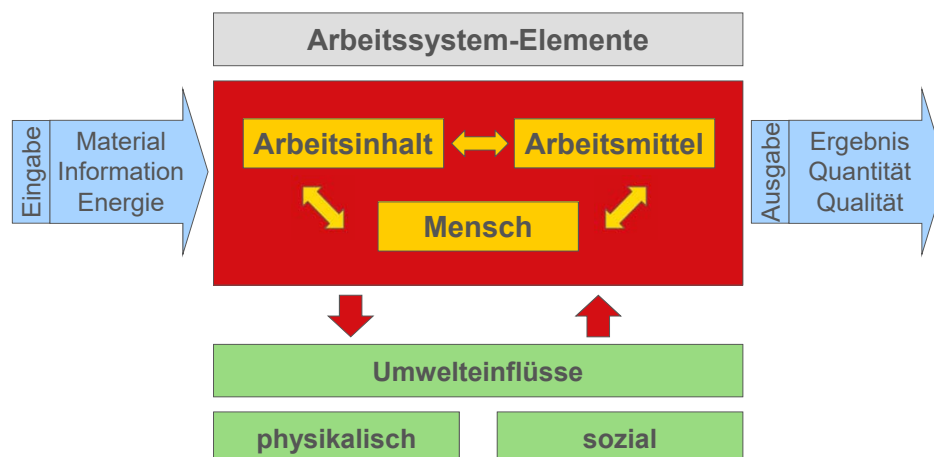 Arbeitssystem-Elemente
Eingabe
Material
Information
Energie
Arbeitsinhalt
Arbeitsmittel
Mensch
Ausgabe
Ergebnis
Quantität
Qualität
Umwelteinflüsse
physikalisch
sozial